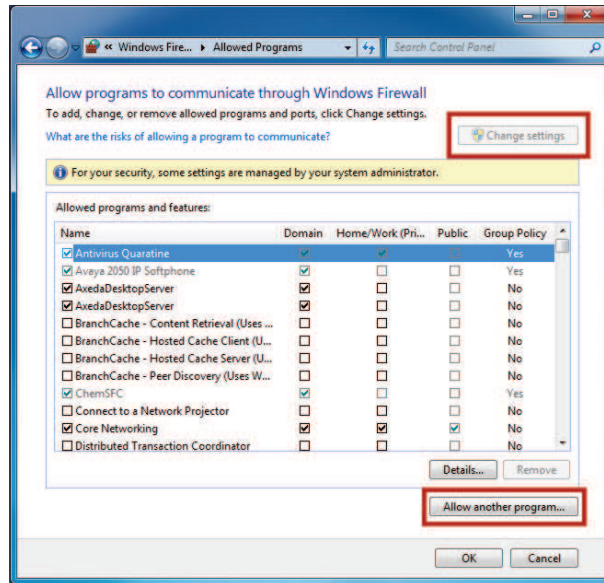 « Windows Fire... ▸ Allowed Programs
Search Control Panel
Allow programs to communicate through Windows Firewall
To add, change, or remove allowed programs and ports, click Change settings.
What are the risks of allowing a program to communicate?
Change settings
For your security, some settings are managed by your system administrator.
Allowed programs and features:
Name Domain Home/Work (Pri... Public Group Policy
Antivirus Quaratine Yes
Avaya 2050 IP Softphone Yes
AxedaDesktopServer No
AxedaDesktopServer No
BranchCache - Content Retrieval (Uses ... No
BranchCache - Hosted Cache Client (U... No
BranchCache - Hosted Cache Server (U... No
BranchCache - Peer Discovery (Uses W... No
ChemSFC Yes
Connect to a Network Projector No
Core Networking No
Distributed Transaction Coordinator No
Details... Remove
Allow another program...
OK Cancel